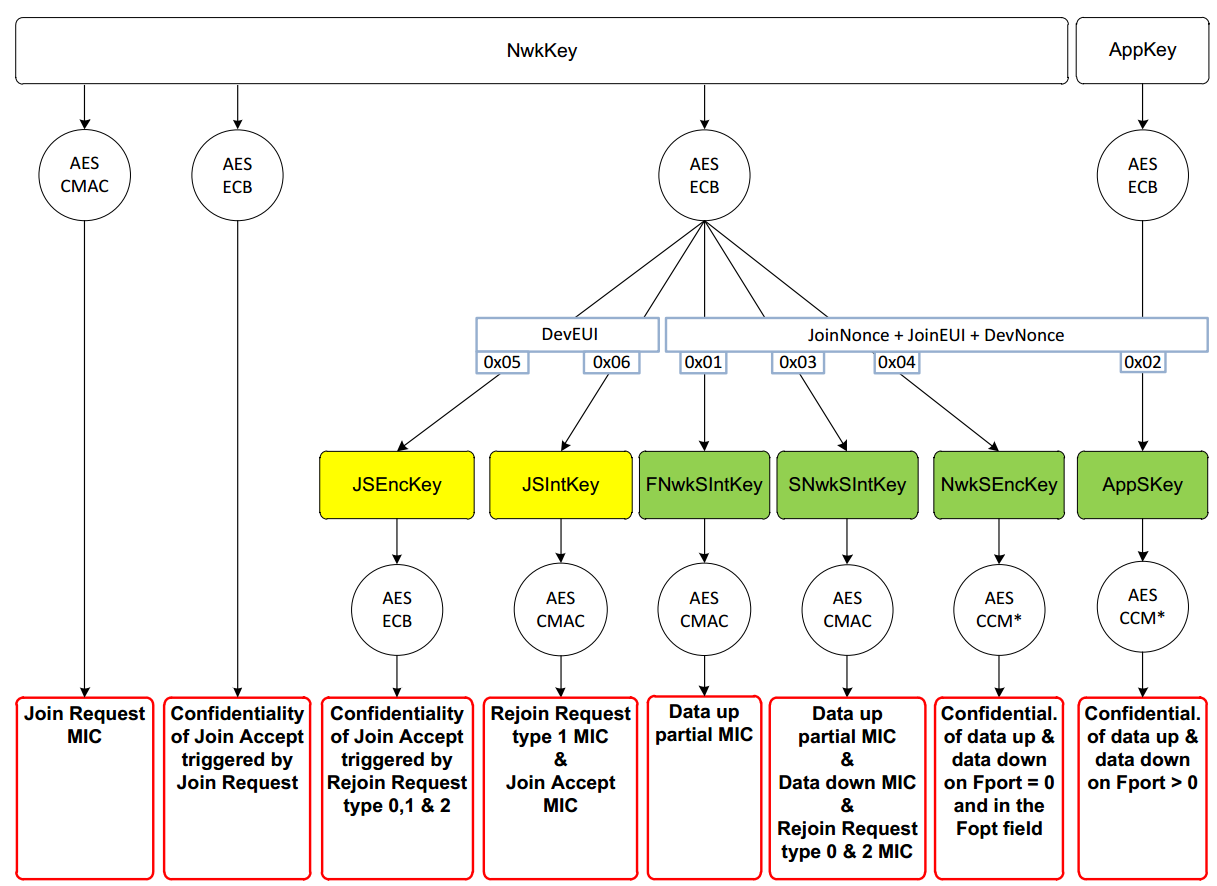 NwkKey
AppKey
AES
CMAC
AES
ECB
AES
ECB
AES
ECB
DevEUI
JoinNonce + JoinEUI + DevNonce
0x05
0x06
0x01
0x03
0x04
0x02
JSEncKey
JSIntKey
FNwkSIntKey
SNwkSIntKey
NwkSEncKey
AppSKey
AES
ECB
AES
CMAC
AES
CMAC
AES
CMAC
AES
CCM*
AES
CCM*
Join Request
MIC
Confidentiality
of Join Accept
triggered by
Join Request
Confidentiality
of Join Accept
triggered by
Rejoin Request
type 0,1 & 2
Rejoin Request
type 1 MIC
&
Join Accept
MIC
Data up
partial MIC
Data up
partial MIC
&
Data down MIC
&
Rejoin Request
type 0 & 2 MIC
Confidential.
of data up &
data down
on Fport = 0
and in the
Fopt field
Confidential.
of data up &
data down
on Fport > 0